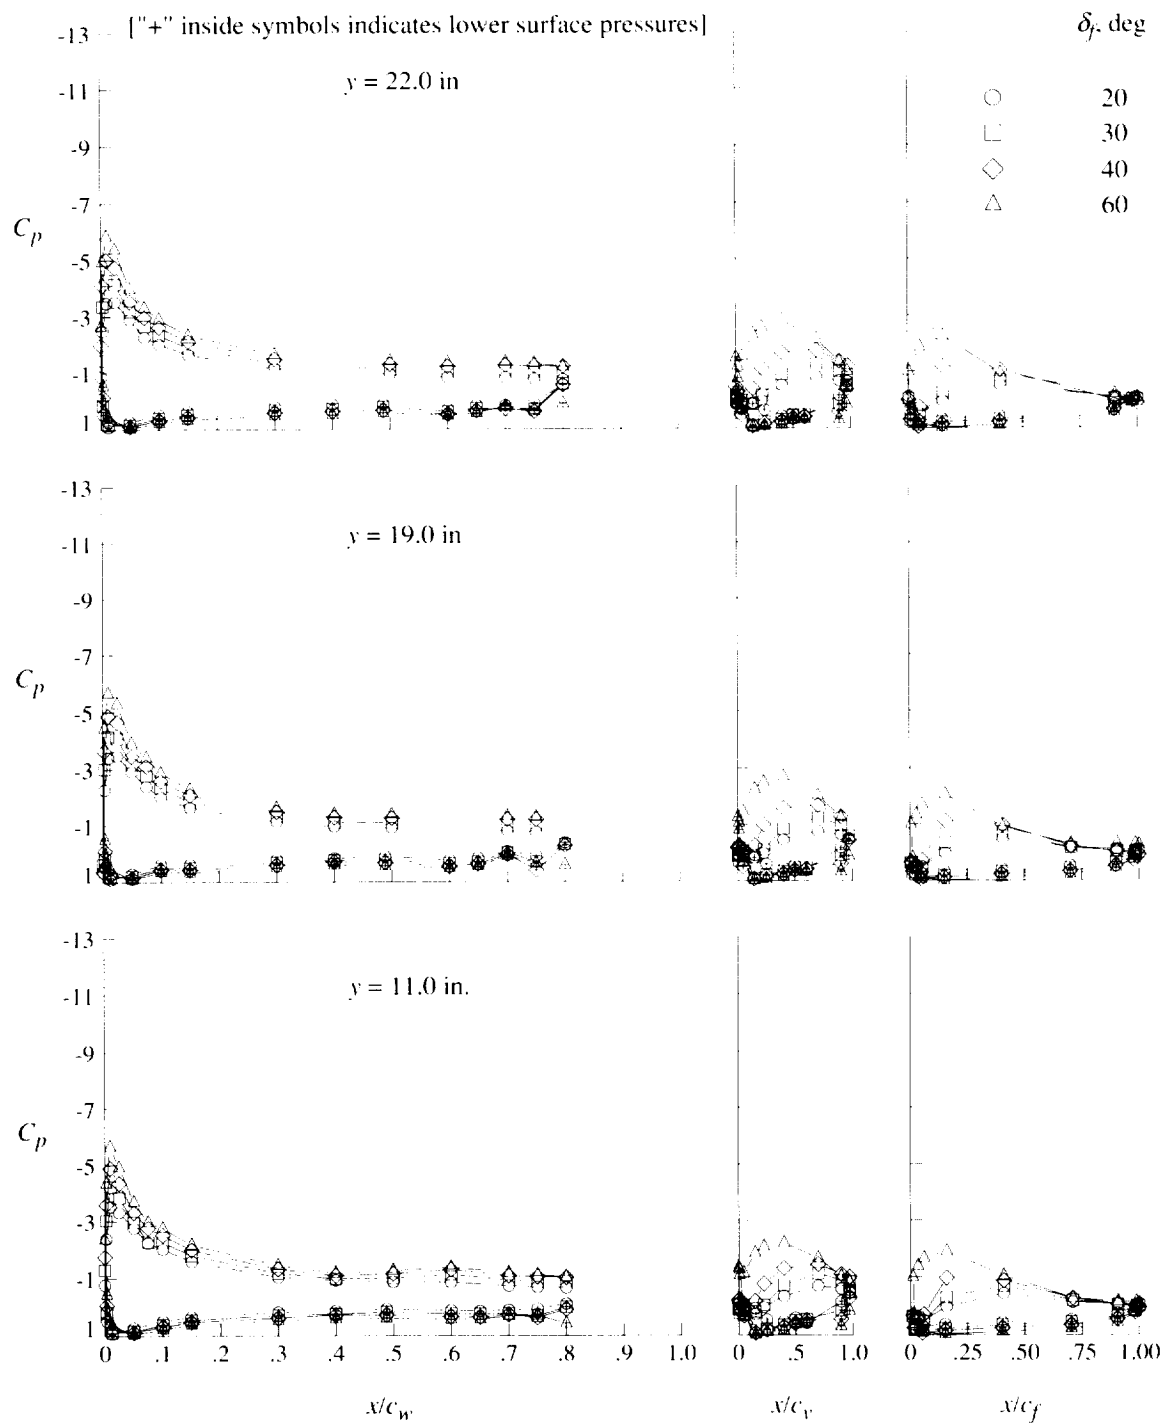 ["+" inside symbols indicates lower surface pressures]
δf, deg
y = 22.0 in
20
30
40
60
-13
-11
-9
-7
-5
-3
-1
1
Cp
y = 19.0 in
-13
-11
-9
-7
-5
-3
-1
1
Cp
y = 11.0 in.
-13
-11
-9
-7
-5
-3
-1
1
Cp
0 .1 .2 .3 .4 .5 .6 .7 .8 .9 1.0
0 .5 1.0
0 .25 .50 .75 1.00
x/cw
x/cv
x/cf